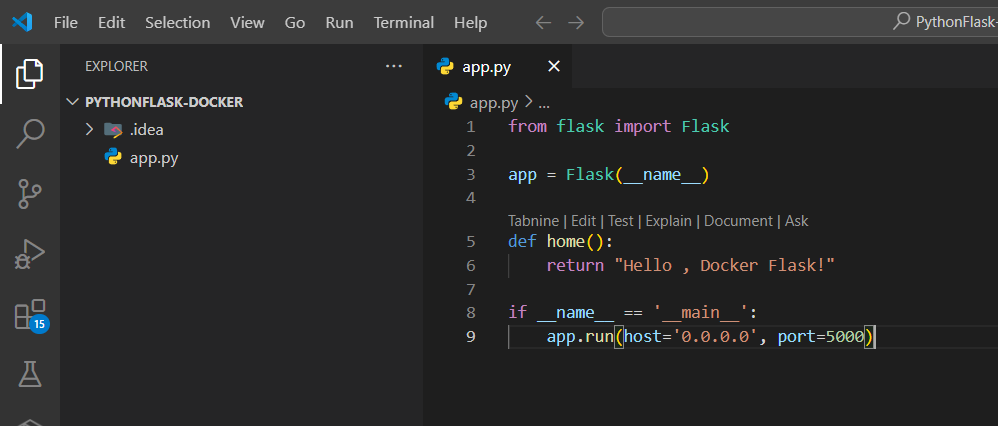 File Edit Selection View Go Run Terminal Help
PythonFlask-
EXPLORER
PYTHONFLASK-DOCKER
.idea
app.py
15
app.py
app.py > ...
1 from flask import Flask
2
3 app = Flask(__name__)
4
Tabnine | Edit | Test | Explain | Document | Ask
5 def home():
6     return "Hello , Docker Flask!"
7
8 if __name__ == '__main__':
9     app.run(host='0.0.0.0', port=5000)